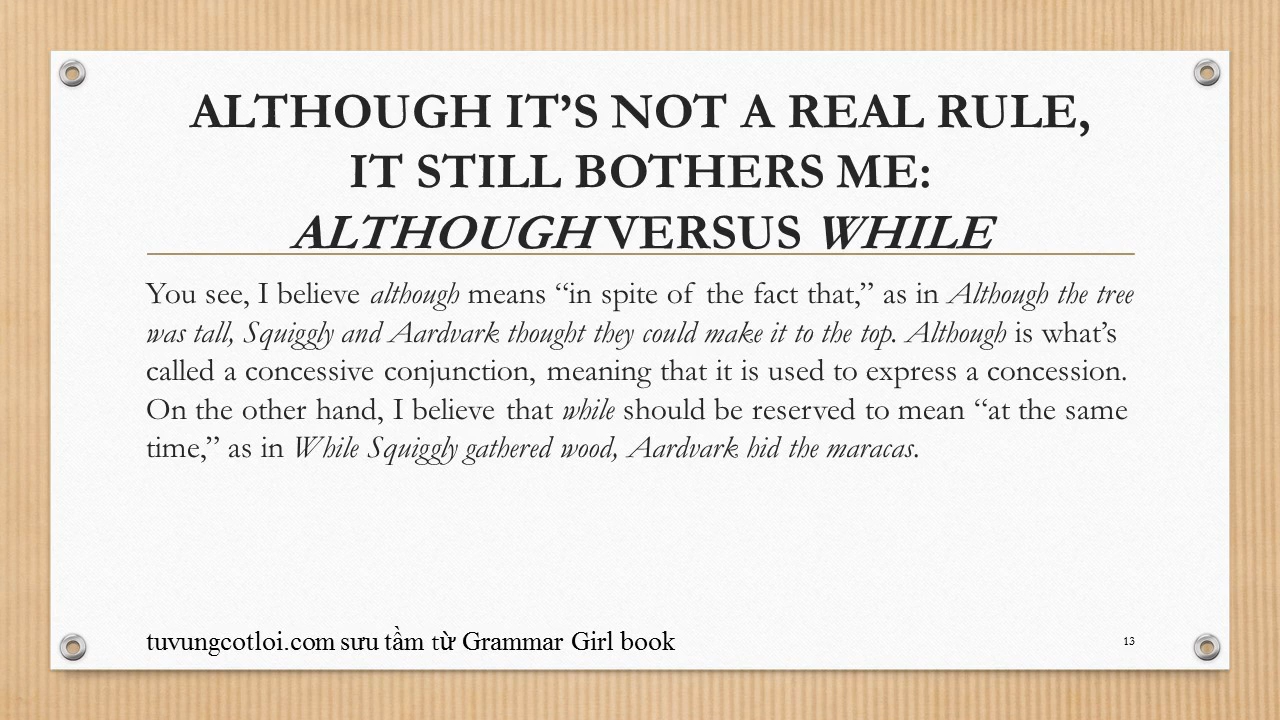 ALTHOUGH IT’S NOT A REAL RULE,
IT STILL BOTHERS ME:
ALTHOUGH VERSUS WHILE
You see, I believe although means “in spite of the fact that,” as in Although the tree
was tall, Squiggly and Aardvark thought they could make it to the top. Although is what’s
called a concessive conjunction, meaning that it is used to express a concession.
On the other hand, I believe that while should be reserved to mean “at the same
time,” as in While Squiggly gathered wood, Aardvark hid the maracas.
tuvungcotloi.com sưu tầm từ Grammar Girl book
13